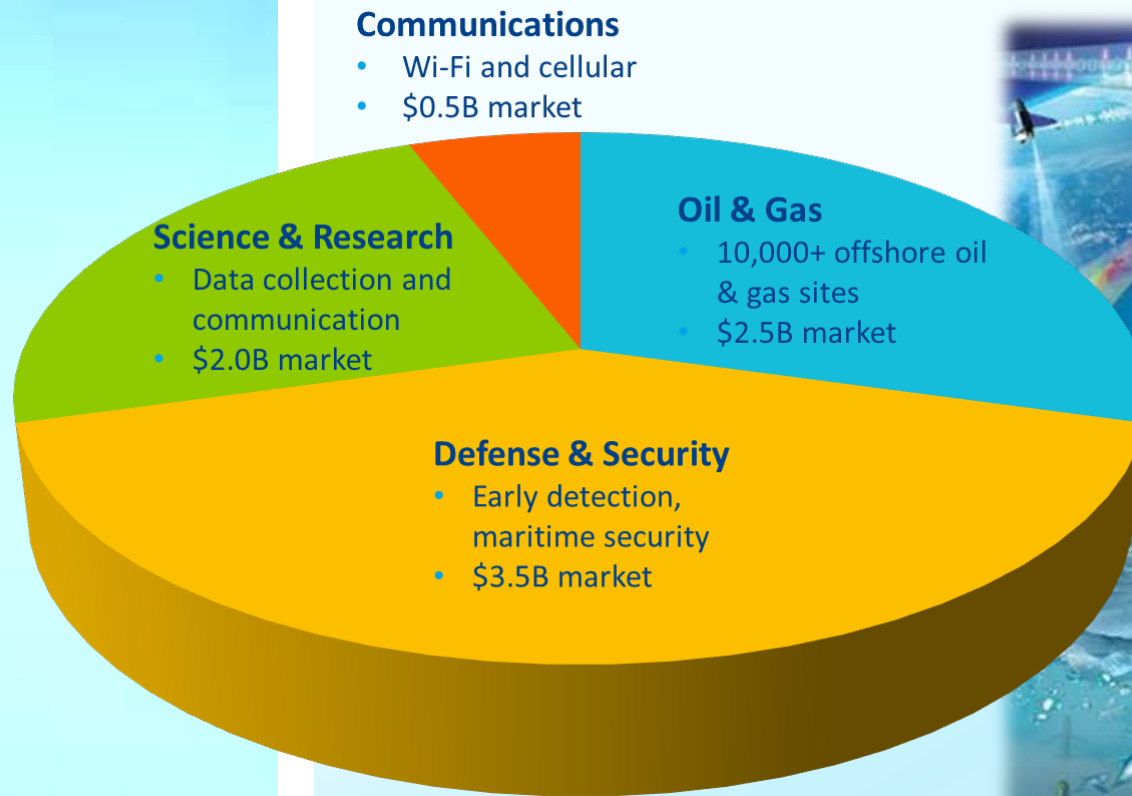 Communications
• Wi-Fi and cellular
• $0.5B market
Oil & Gas
• 10,000+ offshore oil
& gas sites
• $2.5B market
Science & Research
• Data collection and
communication
• $2.0B market
Defense & Security
• Early detection,
maritime security
• $3.5B market